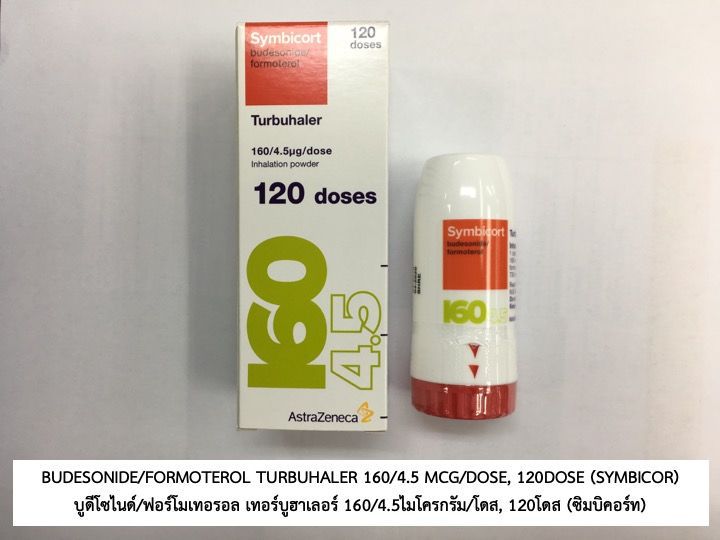 Symbicort
budesonide/
formoterol
120
doses
Turbuhaler
160/4.5µg/dose
Inhalation powder
120 doses
160
4.5
AstraZeneca
Symbicort
budesonide/
formoterol
160
4.5
BUDESONIDE/FORMOTEROL TURBUHALER 160/4.5 MCG/DOSE, 120DOSE (SYMBICOR)
บูดีโซไนด์/ฟอร์โมเทอรอล เทอร์บูฮาเลอร์ 160/4.5ไมโครกรัม/โดส, 120โดส (ซิมบิคอร์ท)